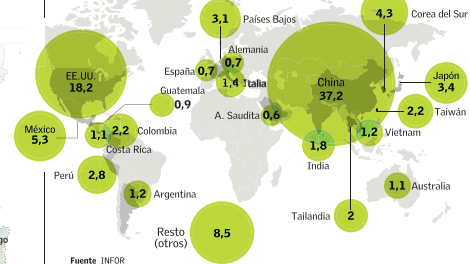 3,1 Países Bajos
4,3 Corea del Sur
Alemania
0,7
España 0,7
1,4 Italia
EE.UU.
18,2
China
37,2
Japón
3,4
Guatemala
0,9
A. Saudita 0,6
2,2 Taiwán
México
5,3
1,1
2,2 Colombia
Costa Rica
1,2 Vietnam
1,8
India
Perú 2,8
1,2 Argentina
1,1 Australia
Tailandia 2
Resto
(otros)
8,5
go
Fuente INFOR